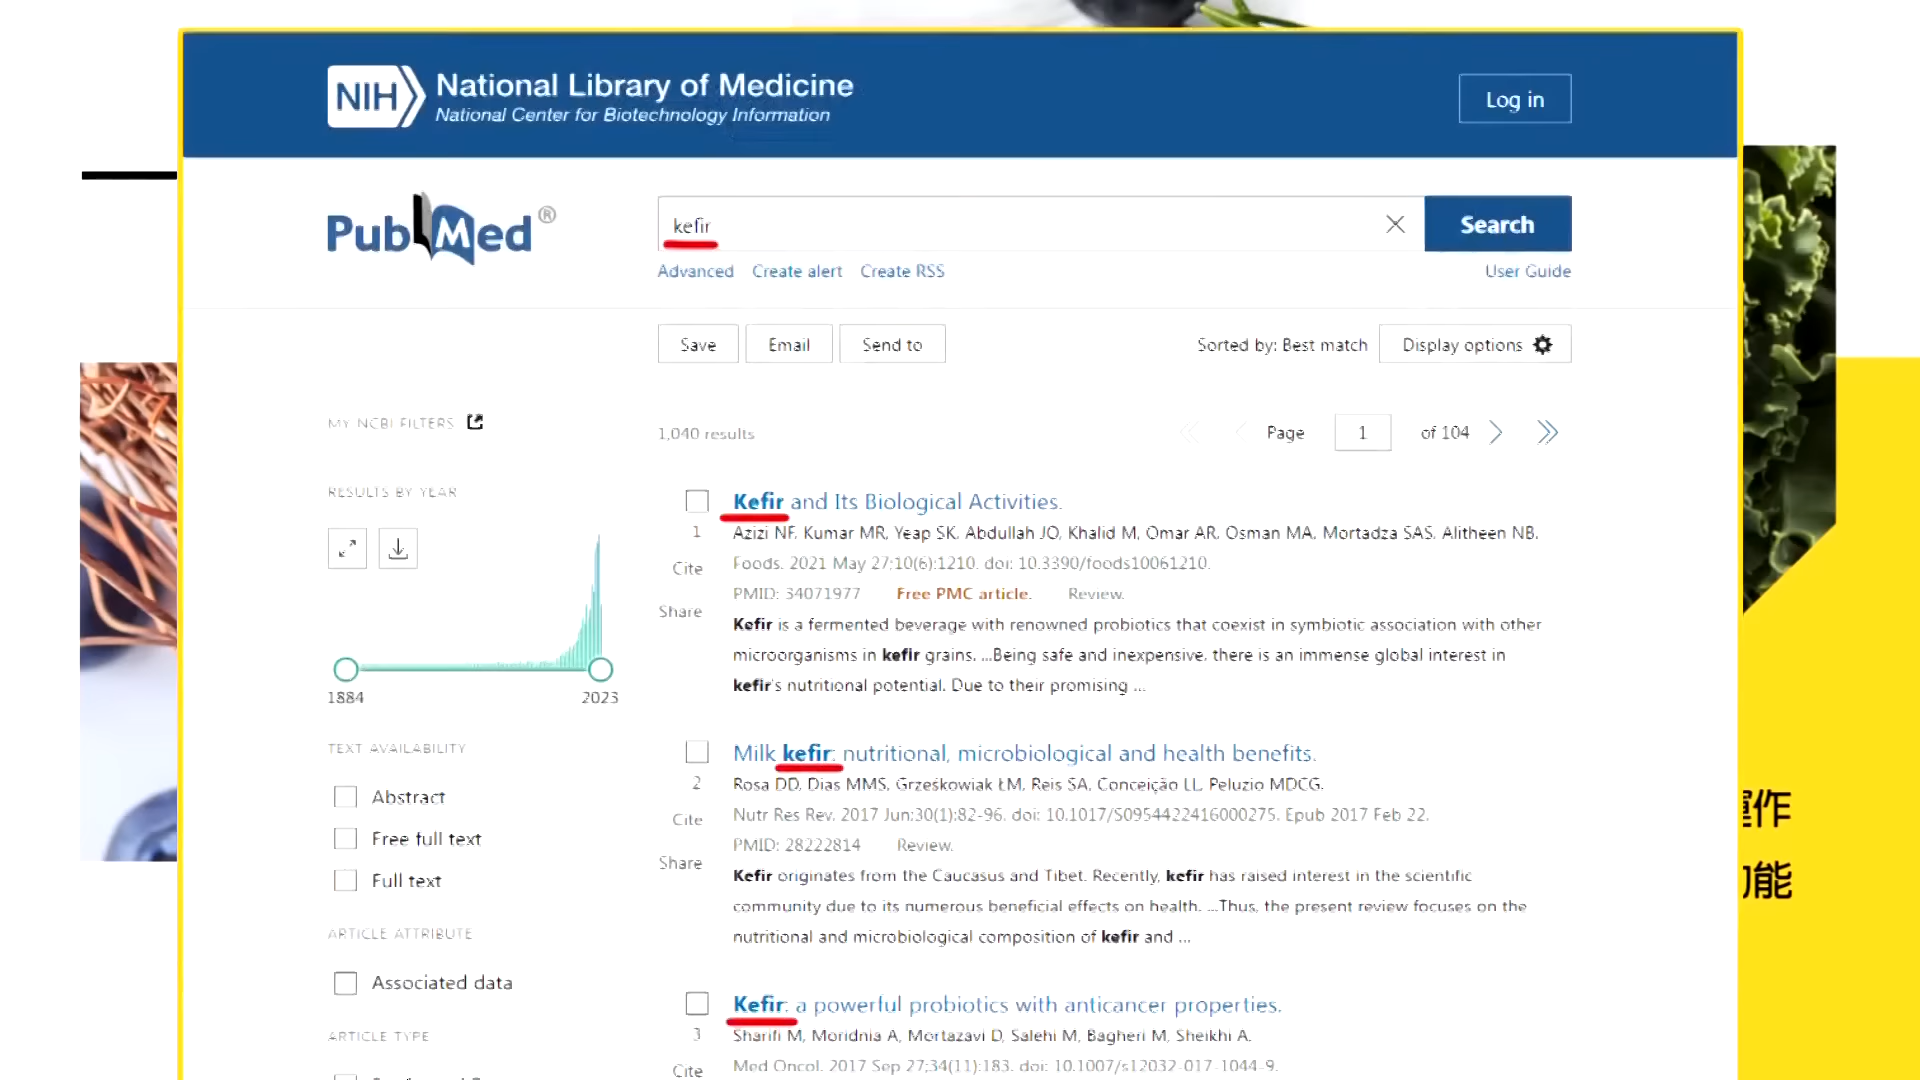 NIH National Library of Medicine
National Center for Biotechnology Information
Log in
PubMed®
kefir
Search
Advanced Create alert Create RSS
User Guide
Save Email Send to
Sorted by: Best match Display options
MY NCBI FILTERS
1,040 results
Page 1 of 104
RESULTS BY YEAR
1884 2023
TEXT AVAILABILITY
Abstract
Free full text
Full text
ARTICLE ATTRIBUTE
Associated data
ARTICLE TYPE
Kefir and Its Biological Activities.
1 Azizi NF, Kumar MR, Yeap SK, Abdullah JO, Khalid M, Omar AR, Osman MA, Mortadza SAS, Alitheen NB.
Cite Foods. 2021 May 27;10(6):1210. doi: 10.3390/foods10061210.
PMID: 34071977 Free PMC article. Review.
Share
Kefir is a fermented beverage with renowned probiotics that coexist in symbiotic association with other
microorganisms in kefir grains. ...Being safe and inexpensive, there is an immense global interest in
kefir's nutritional potential. Due to their promising ...
Milk kefir: nutritional, microbiological and health benefits.
2 Rosa DD, Dias MMS, Grześkowiak ŁM, Reis SA, Conceição LL, Peluzio MDCG.
Cite Nutr Res Rev. 2017 Jun;30(1):82-96. doi: 10.1017/S0954422416000275. Epub 2017 Feb 22.
PMID: 28222814 Review.
Share
Kefir originates from the Caucasus and Tibet. Recently, kefir has raised interest in the scientific
community due to its numerous beneficial effects on health. ...Thus, the present review focuses on the
nutritional and microbiological composition of kefir and ...
Kefir: a powerful probiotics with anticancer properties.
3 Sharifi M, Moridnia A, Mortazavi D, Salehi M, Bagheri M, Sheikhi A.
Cite Med Oncol. 2017 Sep 27;34(11):183. doi: 10.1007/s12032-017-1044-9.
運作
功能